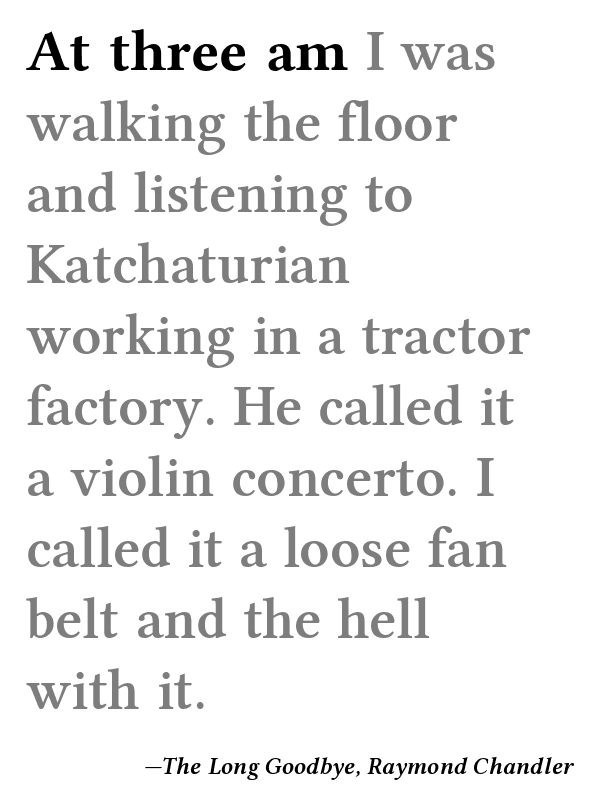 At three am I was
walking the floor
and listening to
Katchaturian
working in a tractor
factory. He called it
a violin concerto. I
called it a loose fan
belt and the hell
with it.
—The Long Goodbye, Raymond Chandler